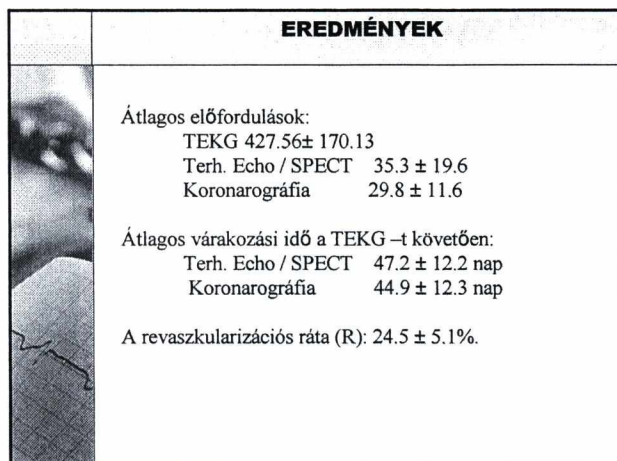 EREDMÉNYEK
Átlagos előfordulások:
TEKG 427.56± 170.13
Terh. Echo / SPECT 35.3 ± 19.6
Koronarográfia 29.8 ± 11.6
Átlagos várakozási idő a TEKG –t követően:
Terh. Echo / SPECT 47.2 ± 12.2 nap
Koronarográfia 44.9 ± 12.3 nap
A revaszkularizációs ráta (R): 24.5 ± 5.1%.